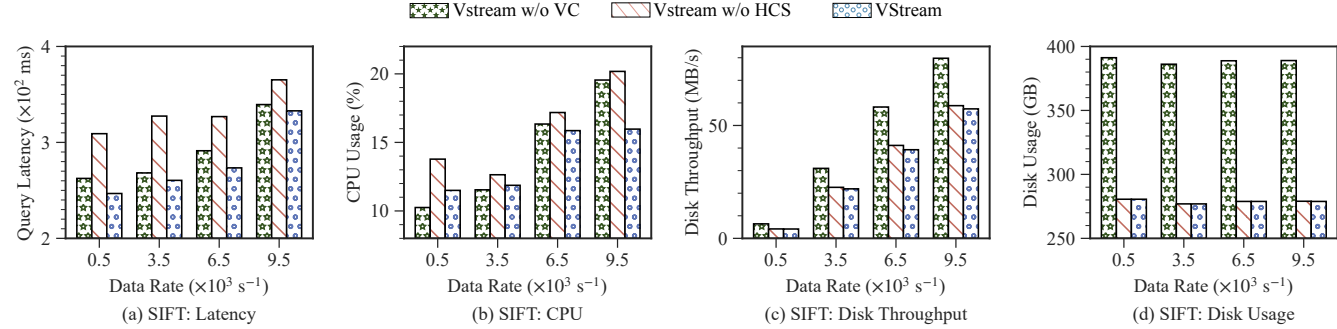 Vstream w/o VC Vstream w/o HCS VStream
Query Latency (×10² ms)
4
3
2
0.5 3.5 6.5 9.5
Data Rate (×10³ s⁻¹)
(a) SIFT: Latency
CPU Usage (%)
20
15
10
0.5 3.5 6.5 9.5
Data Rate (×10³ s⁻¹)
(b) SIFT: CPU
Disk Throughput (MB/s)
50
0
0.5 3.5 6.5 9.5
Data Rate (×10³ s⁻¹)
(c) SIFT: Disk Throughput
Disk Usage (GB)
400
350
300
250
0.5 3.5 6.5 9.5
Data Rate (×10³ s⁻¹)
(d) SIFT: Disk Usage